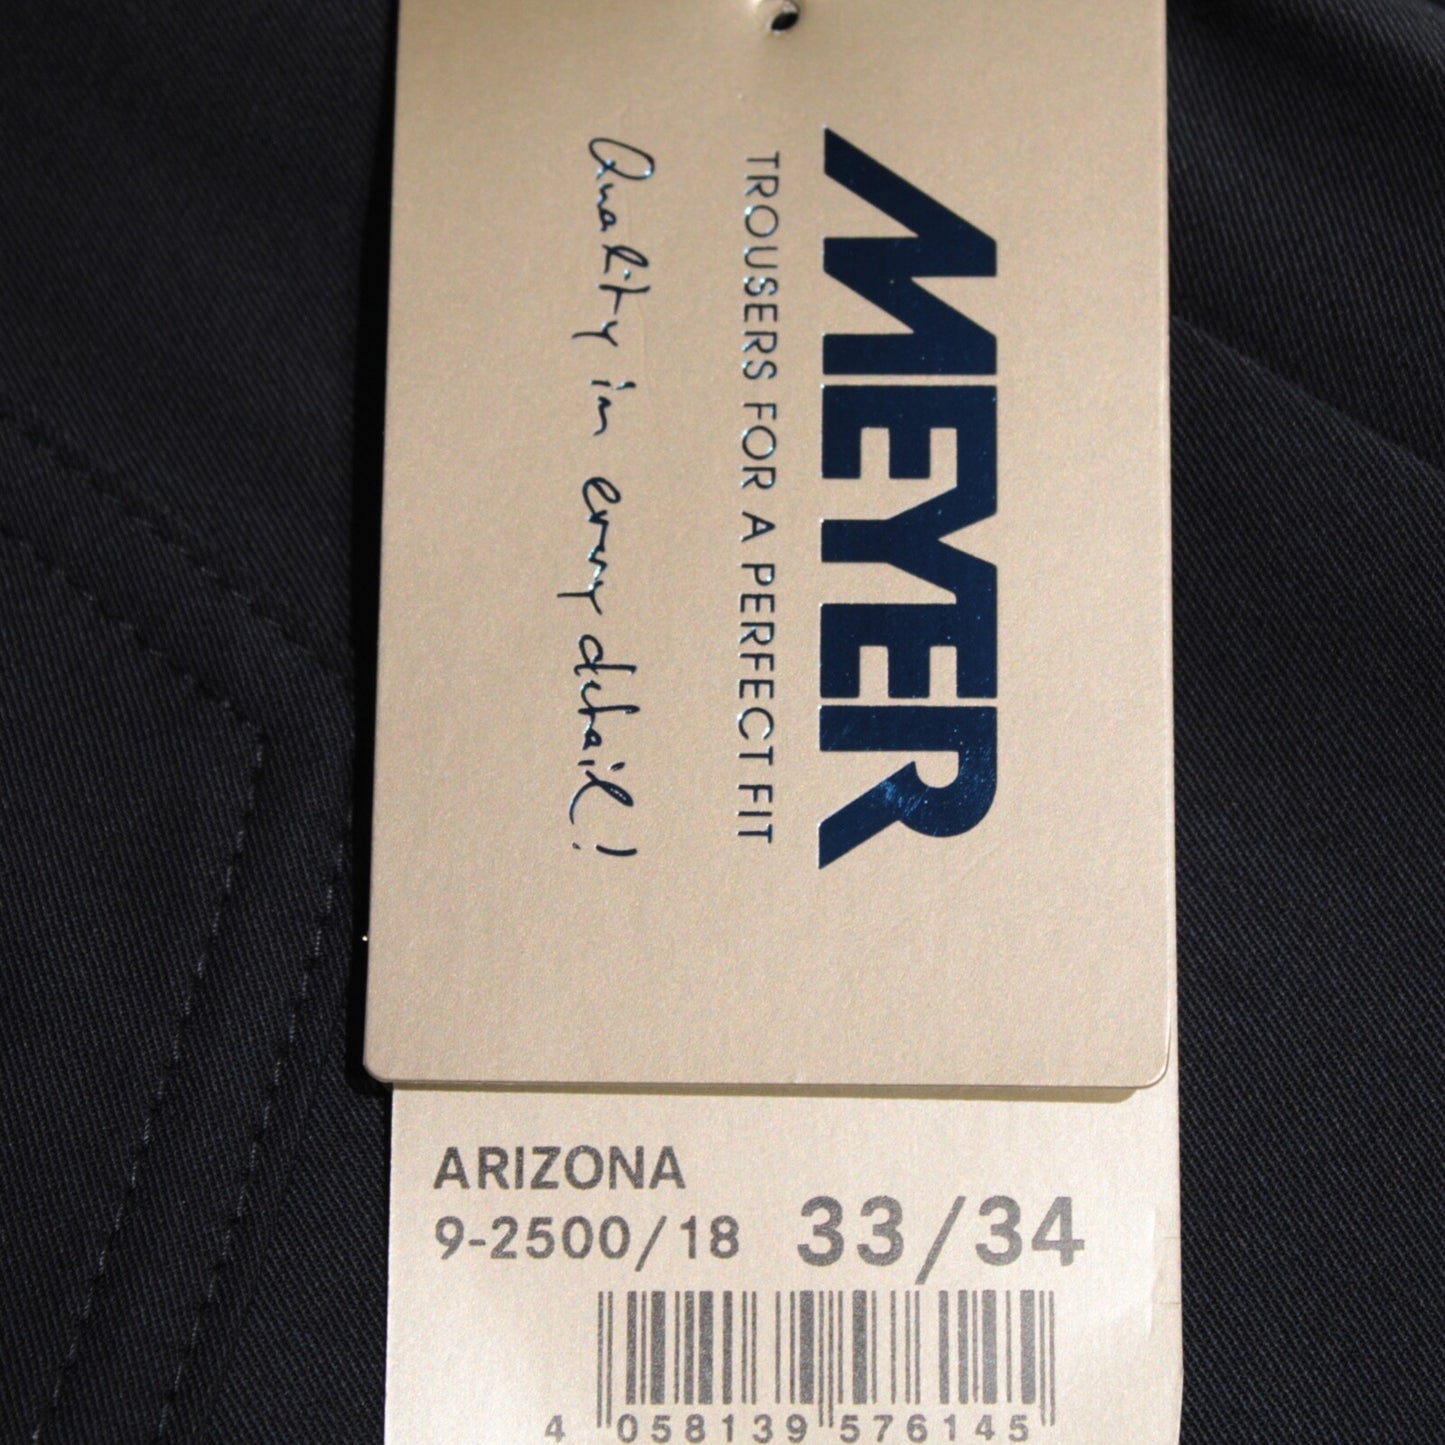 MEYER
TROUSERS FOR A PERFECT FIT
Quality in every detail!
ARIZONA
9-2500/18 33/34
4 058139 576145